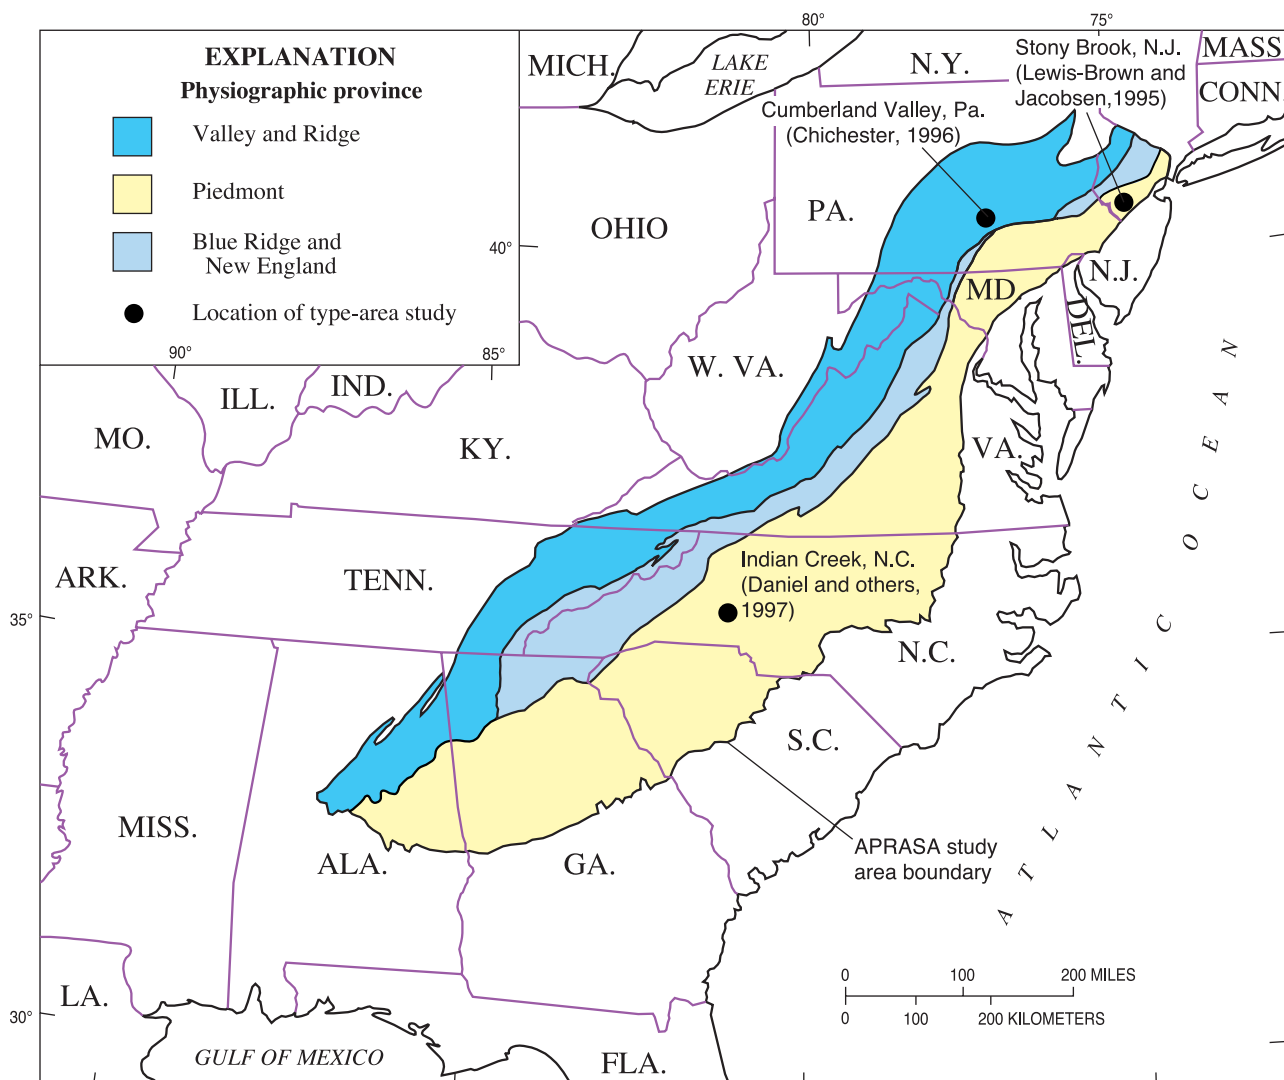 80°
75°
EXPLANATION
Physiographic province
Valley and Ridge
Piedmont
Blue Ridge and
New England
Location of type-area study
90°
85°
MICH.
LAKE
ERIE
N.Y.
Stony Brook, N.J.
(Lewis-Brown and
Jacobsen,1995)
MASS
CONN.
Cumberland Valley, Pa.
(Chichester, 1996)
OHIO
PA.
40°
N.J.
MD
DEL.
W. VA.
ILL.
IND.
MO.
KY.
VA.
ARK.
TENN.
Indian Creek, N.C.
(Daniel and others,
1997)
35°
N.C.
S.C.
MISS.
ALA.
GA.
APRASA study
area boundary
ATLANTIC OCEAN
LA.
0 100 200 MILES
0 100 200 KILOMETERS
30°
GULF OF MEXICO
FLA.